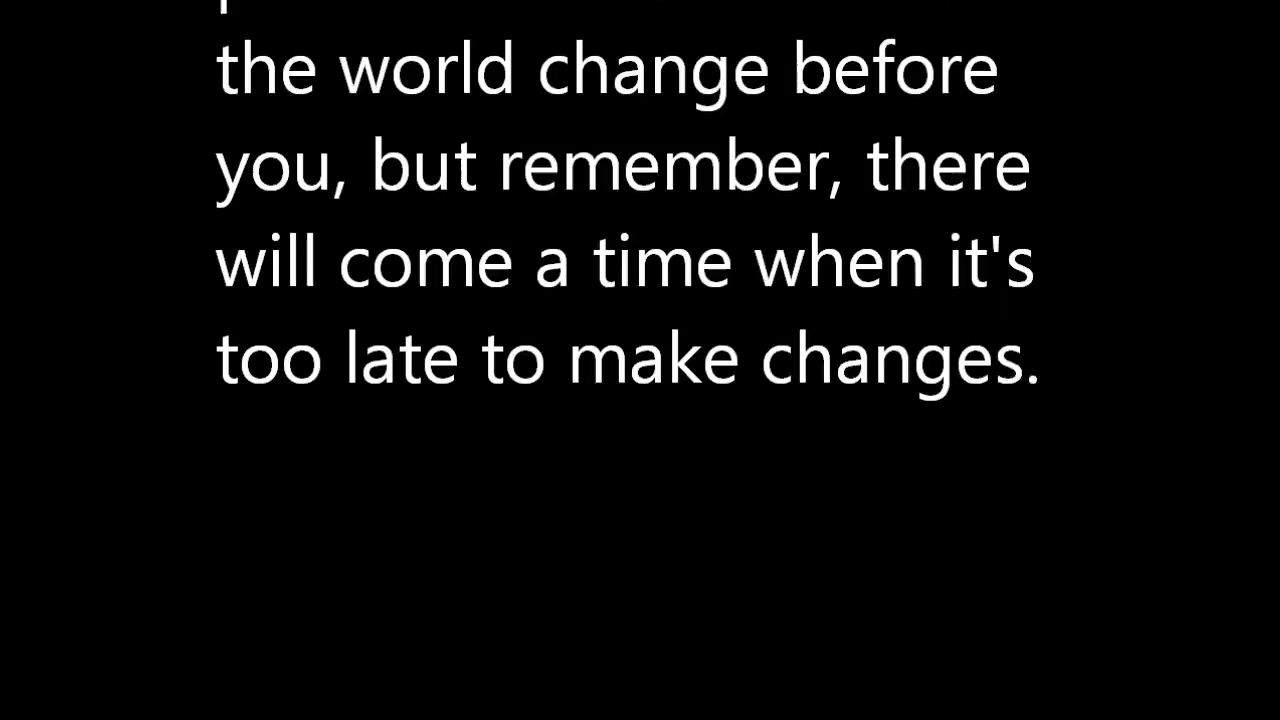 the world change before
you, but remember, there
will come a time when it's
too late to make changes.